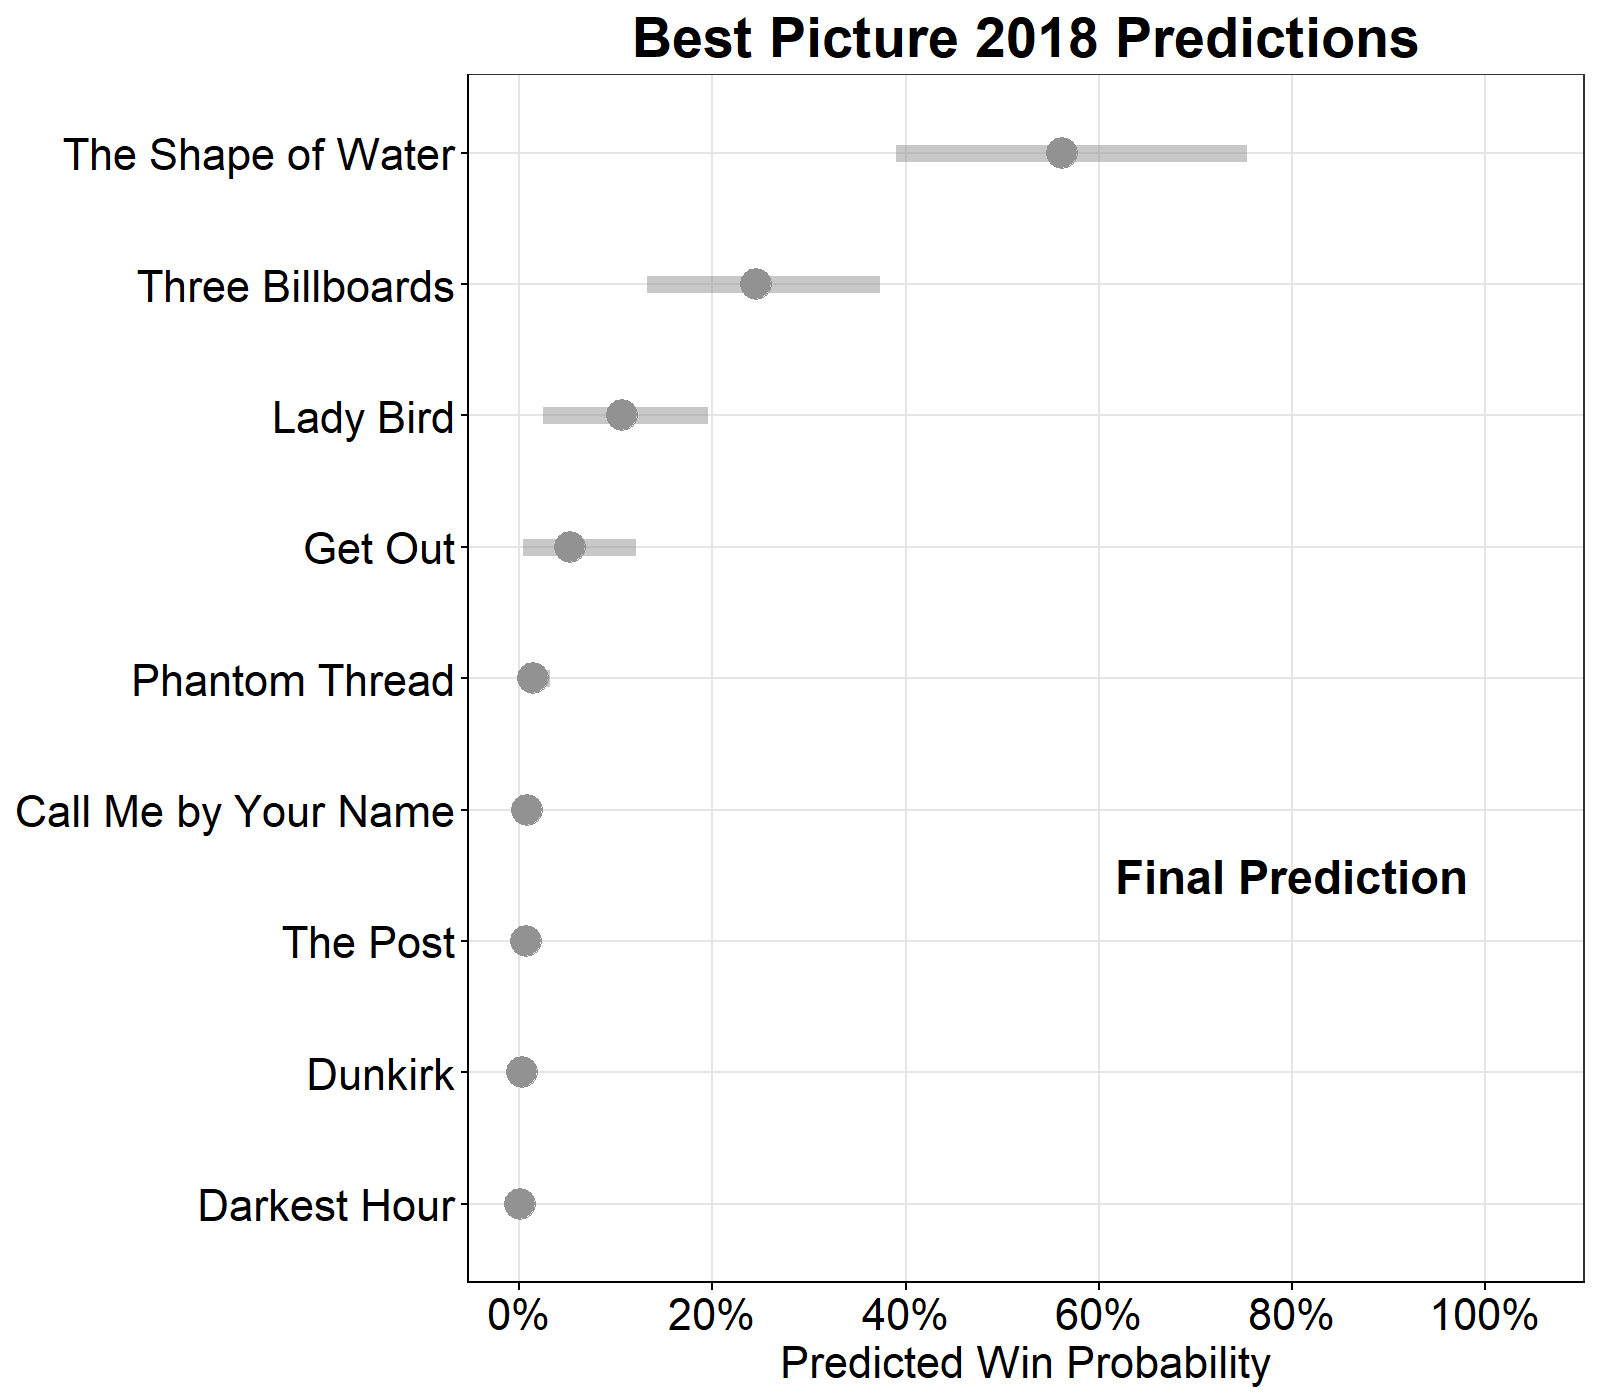 Best Picture 2018 Predictions
The Shape of Water
Three Billboards
Lady Bird
Get Out
Phantom Thread
Call Me by Your Name
Final Prediction
The Post
Dunkirk
Darkest Hour
0% 20% 40% 60% 80% 100%
Predicted Win Probability